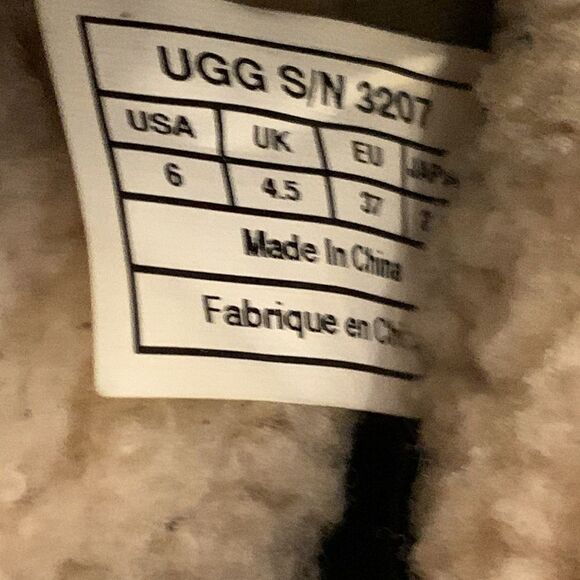 UGG S/N 3207
USA UK EU
6 4.5 37
Made In China
Fabrique en